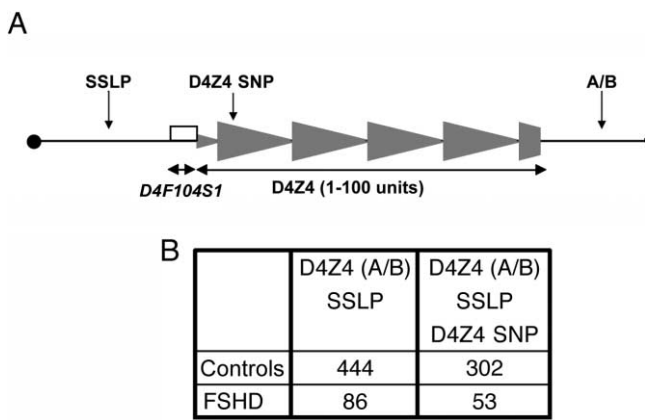 A
SSLP
D4Z4 SNP
A/B
D4F104S1
D4Z4 (1-100 units)
B
D4Z4 (A/B) SSLP
D4Z4 (A/B) SSLP D4Z4 SNP
Controls 444 302
FSHD 86 53